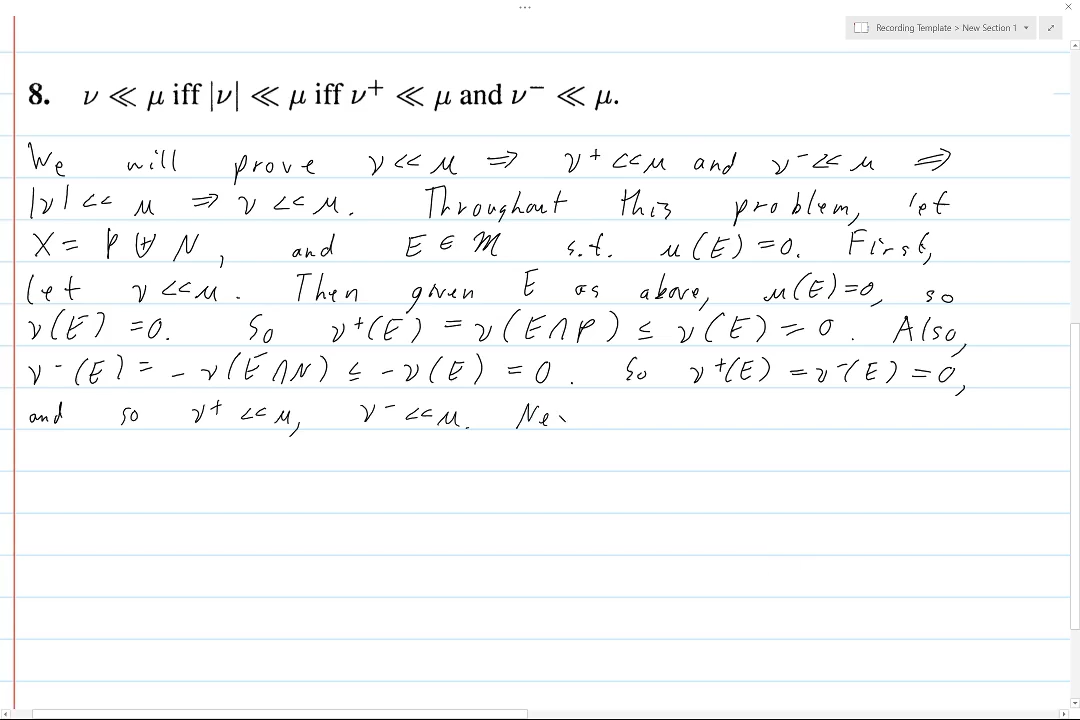 ...
Recording Template > New Section 1
8. ν ≪ μ iff |ν| ≪ μ iff ν⁺ ≪ μ and ν⁻ ≪ μ.
We will prove ν << μ ⇒ ν⁺ << μ and ν⁻ << μ ⇒
|ν| << μ ⇒ ν << μ. Throughout this problem, let
X = P ⊎ N, and E ∈ M s.t. μ(E) = 0. First,
let ν << μ. Then given E as above, μ(E) = 0, so
ν(E) = 0. So ν⁺(E) = ν(E∩P) ≤ ν(E) = 0. Also,
ν⁻(E) = -ν(E∩N) ≤ -ν(E) = 0. So ν⁺(E) = ν⁻(E) = 0,
and so ν⁺ << μ, ν⁻ << μ. Ne